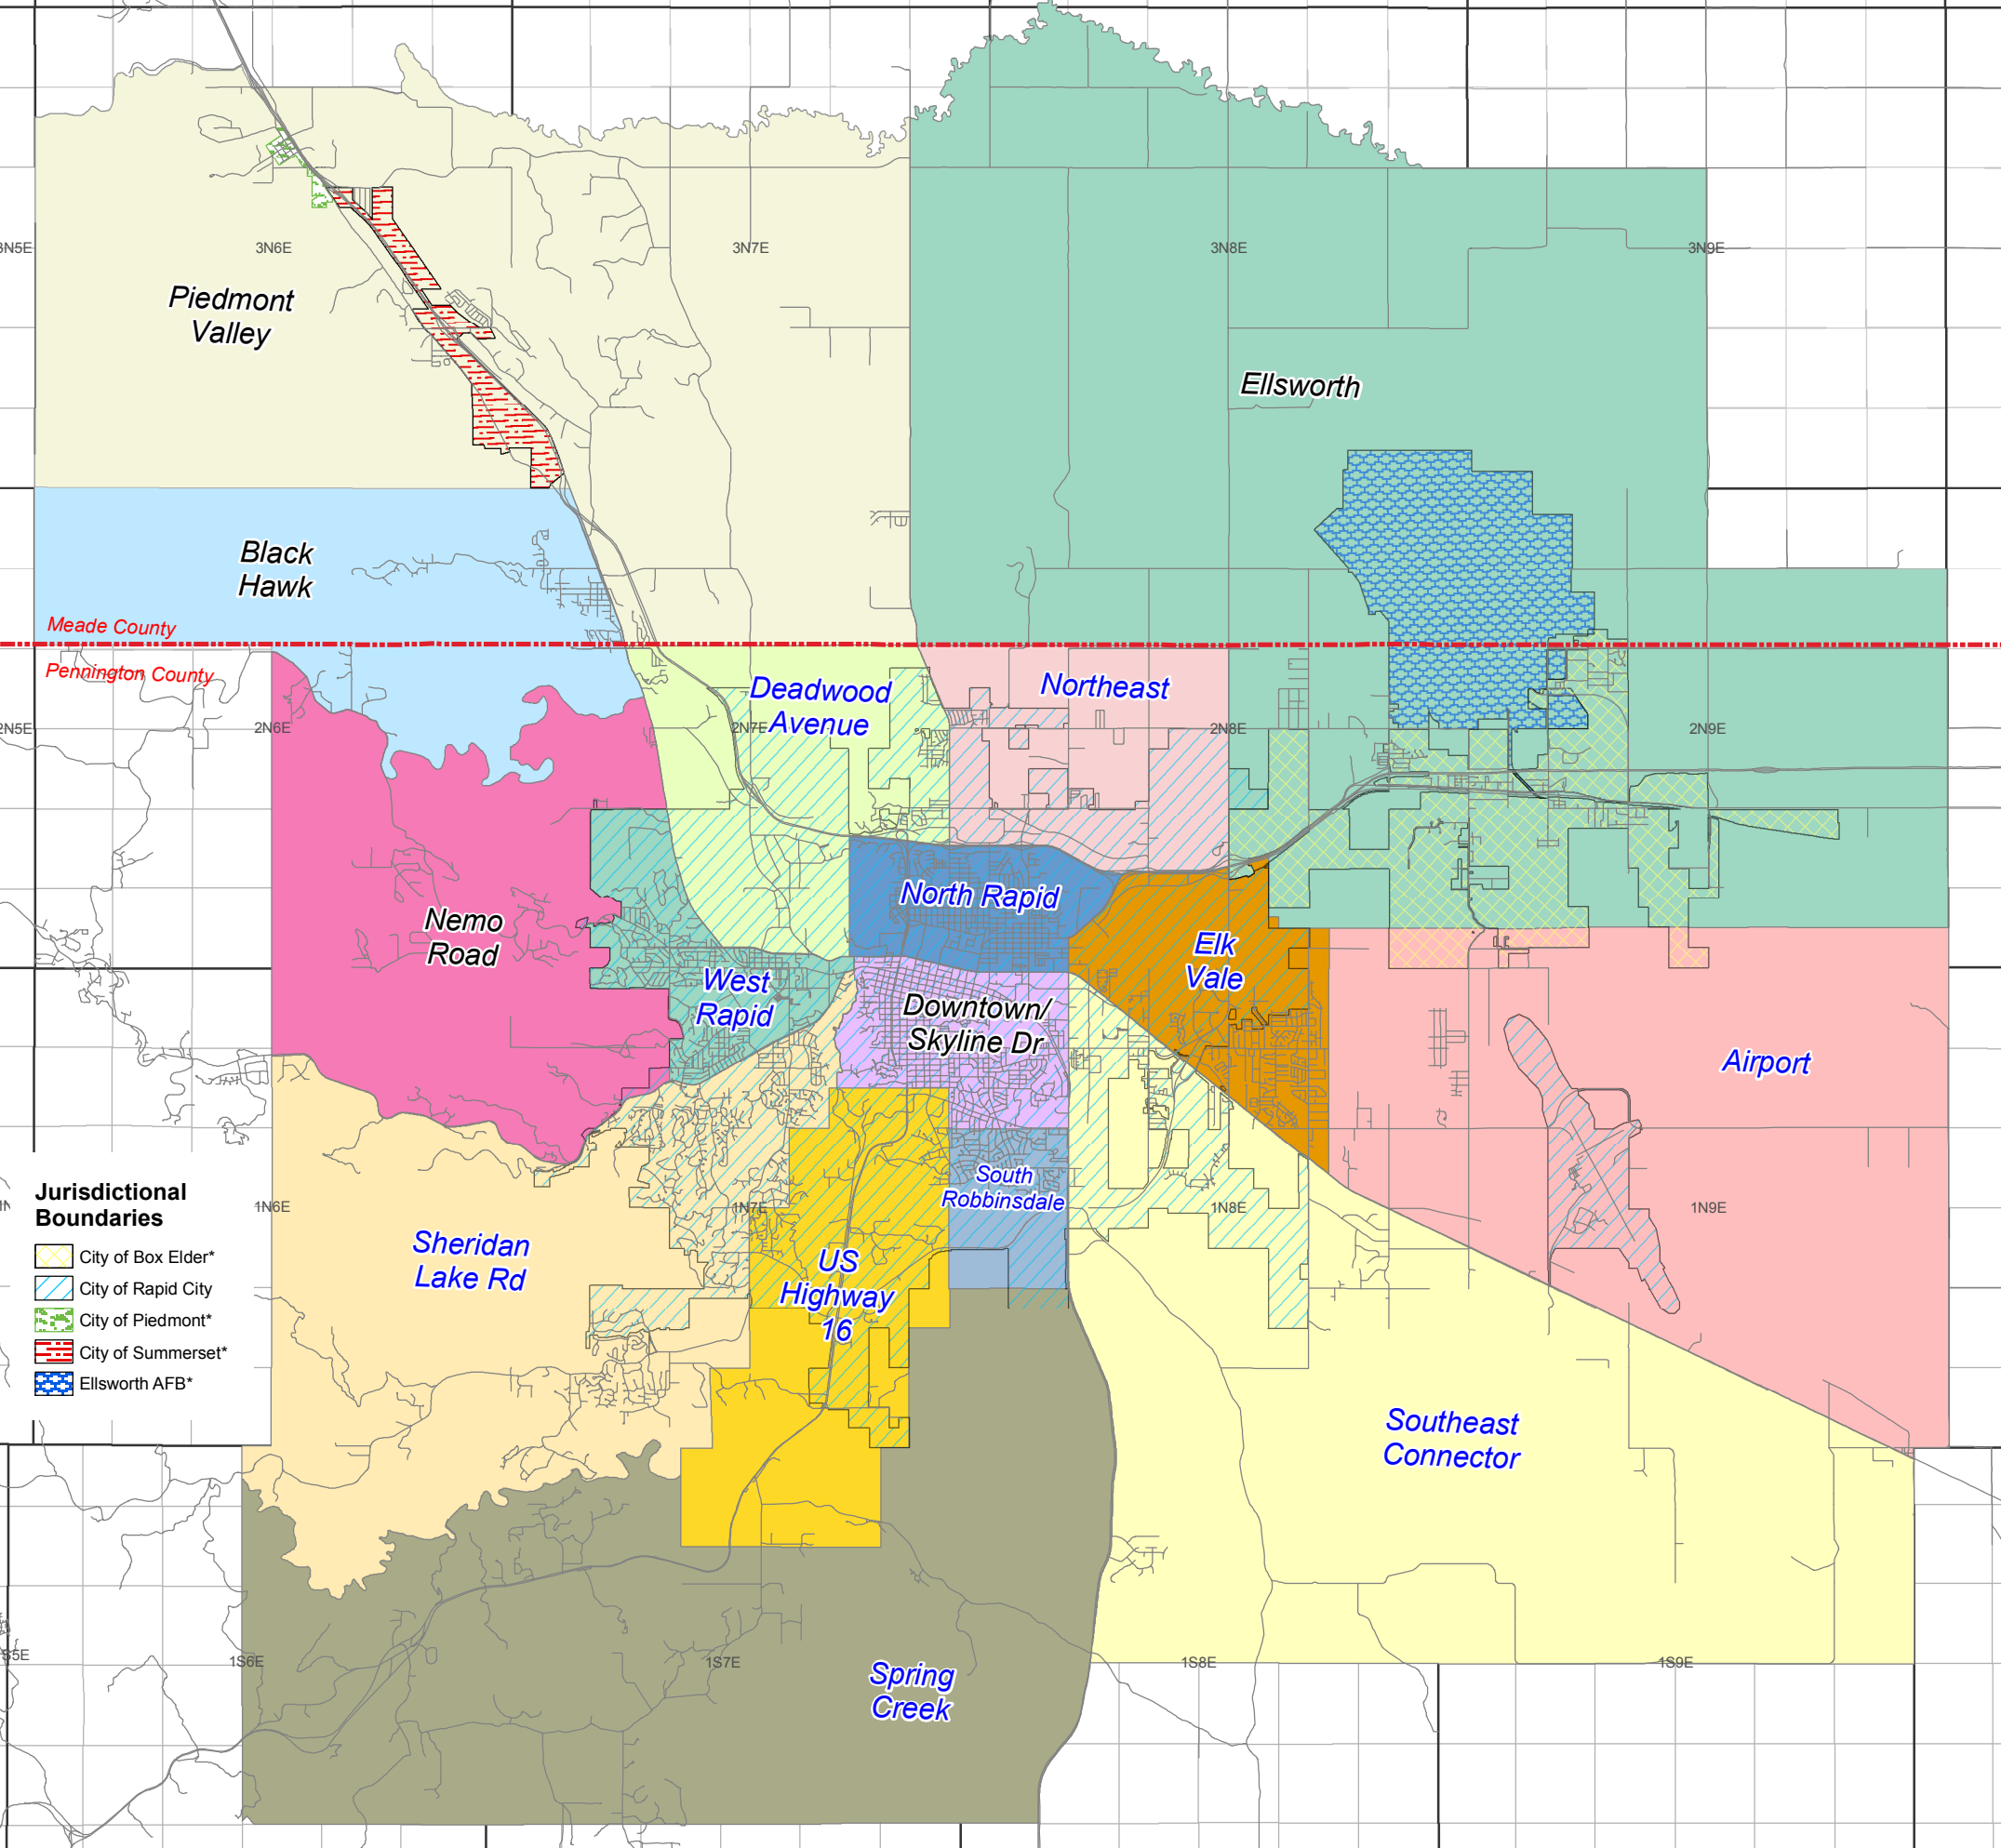 3N5E
3N6E
3N7E
3N8E
3N9E
Piedmont
Valley
Ellsworth
Black
Hawk
Meade County
Pennington County
Deadwood
Avenue
Northeast
2N5E
2N6E
2N7E
2N8E
2N9E
North Rapid
Nemo
Road
West
Rapid
Elk
Vale
Downtown/
Skyline Dr
Airport
South
Robbinsdale
1N6E
1N7E
1N8E
1N9E
Jurisdictional
Boundaries
City of Box Elder*
City of Rapid City
City of Piedmont*
City of Summerset*
Ellsworth AFB*
Sheridan
Lake Rd
US
Highway
16
Southeast
Connector
1S6E
1S7E
1S8E
1S9E
Spring
Creek